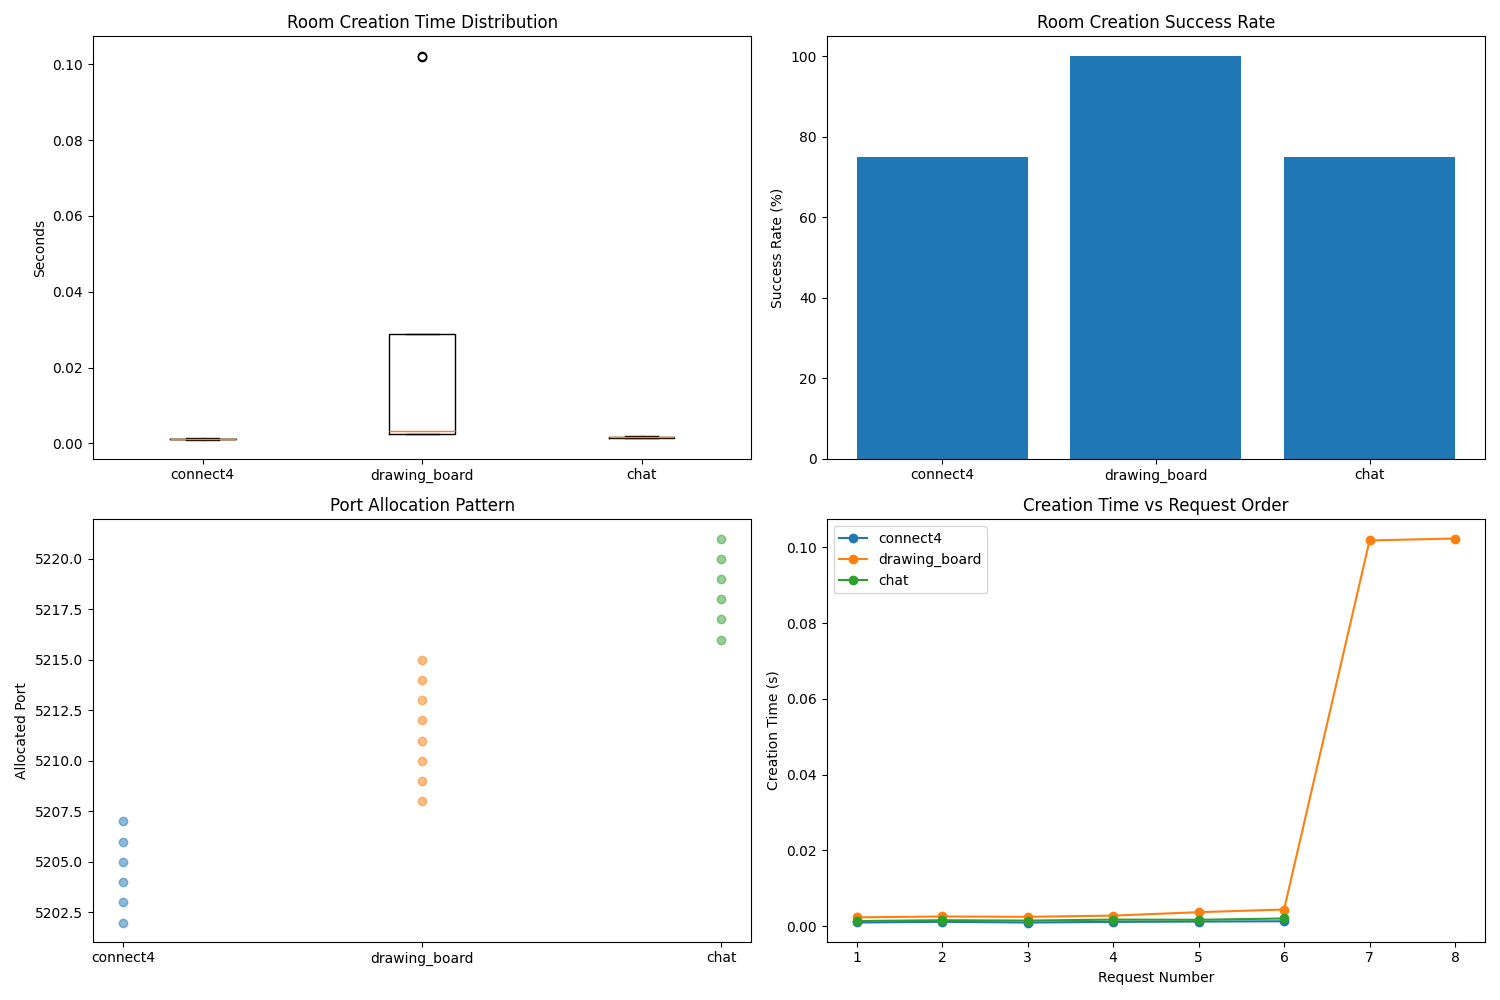 Room Creation Time Distribution
Seconds
0.10
0.08
0.06
0.04
0.02
0.00
connect4 drawing_board chat
Room Creation Success Rate
Success Rate (%)
100
80
60
40
20
0
connect4 drawing_board chat
Port Allocation Pattern
Allocated Port
5220.0
5217.5
5215.0
5212.5
5210.0
5207.5
5205.0
5202.5
connect4 drawing_board chat
Creation Time vs Request Order
connect4
drawing_board
chat
Creation Time (s)
0.10
0.08
0.06
0.04
0.02
0.00
1 2 3 4 5 6 7 8
Request Number